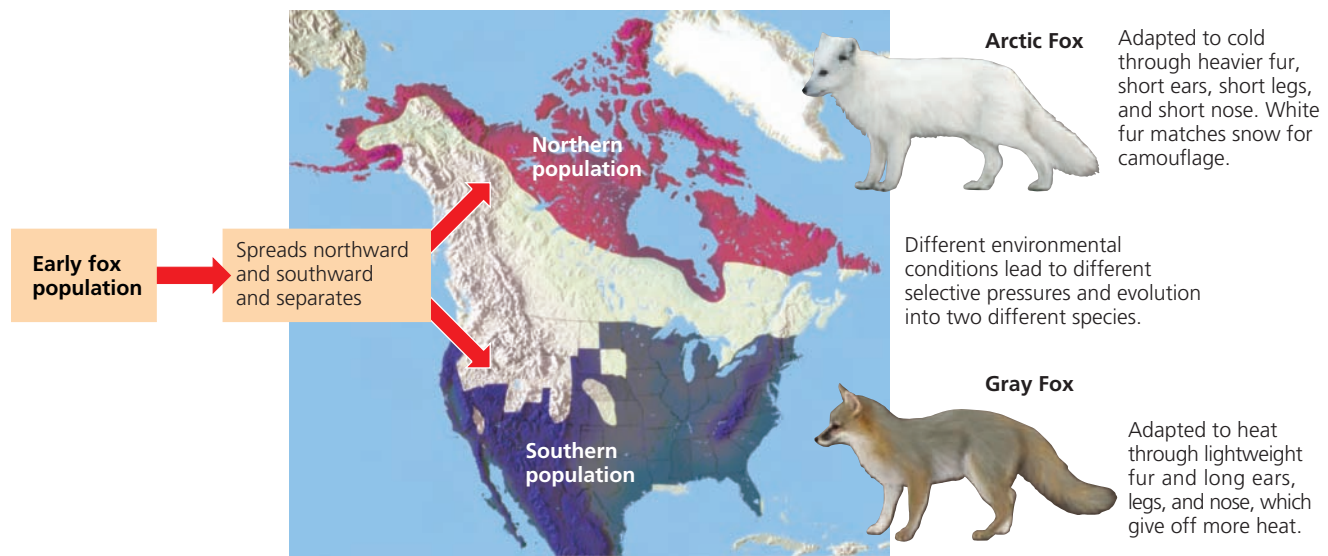 Early fox
population
Spreads northward
and southward
and separates
Northern
population
Southern
population
Arctic Fox
Adapted to cold
through heavier fur,
short ears, short legs,
and short nose. White
fur matches snow for
camouflage.
Different environmental
conditions lead to different
selective pressures and evolution
into two different species.
Gray Fox
Adapted to heat
through lightweight
fur and long ears,
legs, and nose, which
give off more heat.